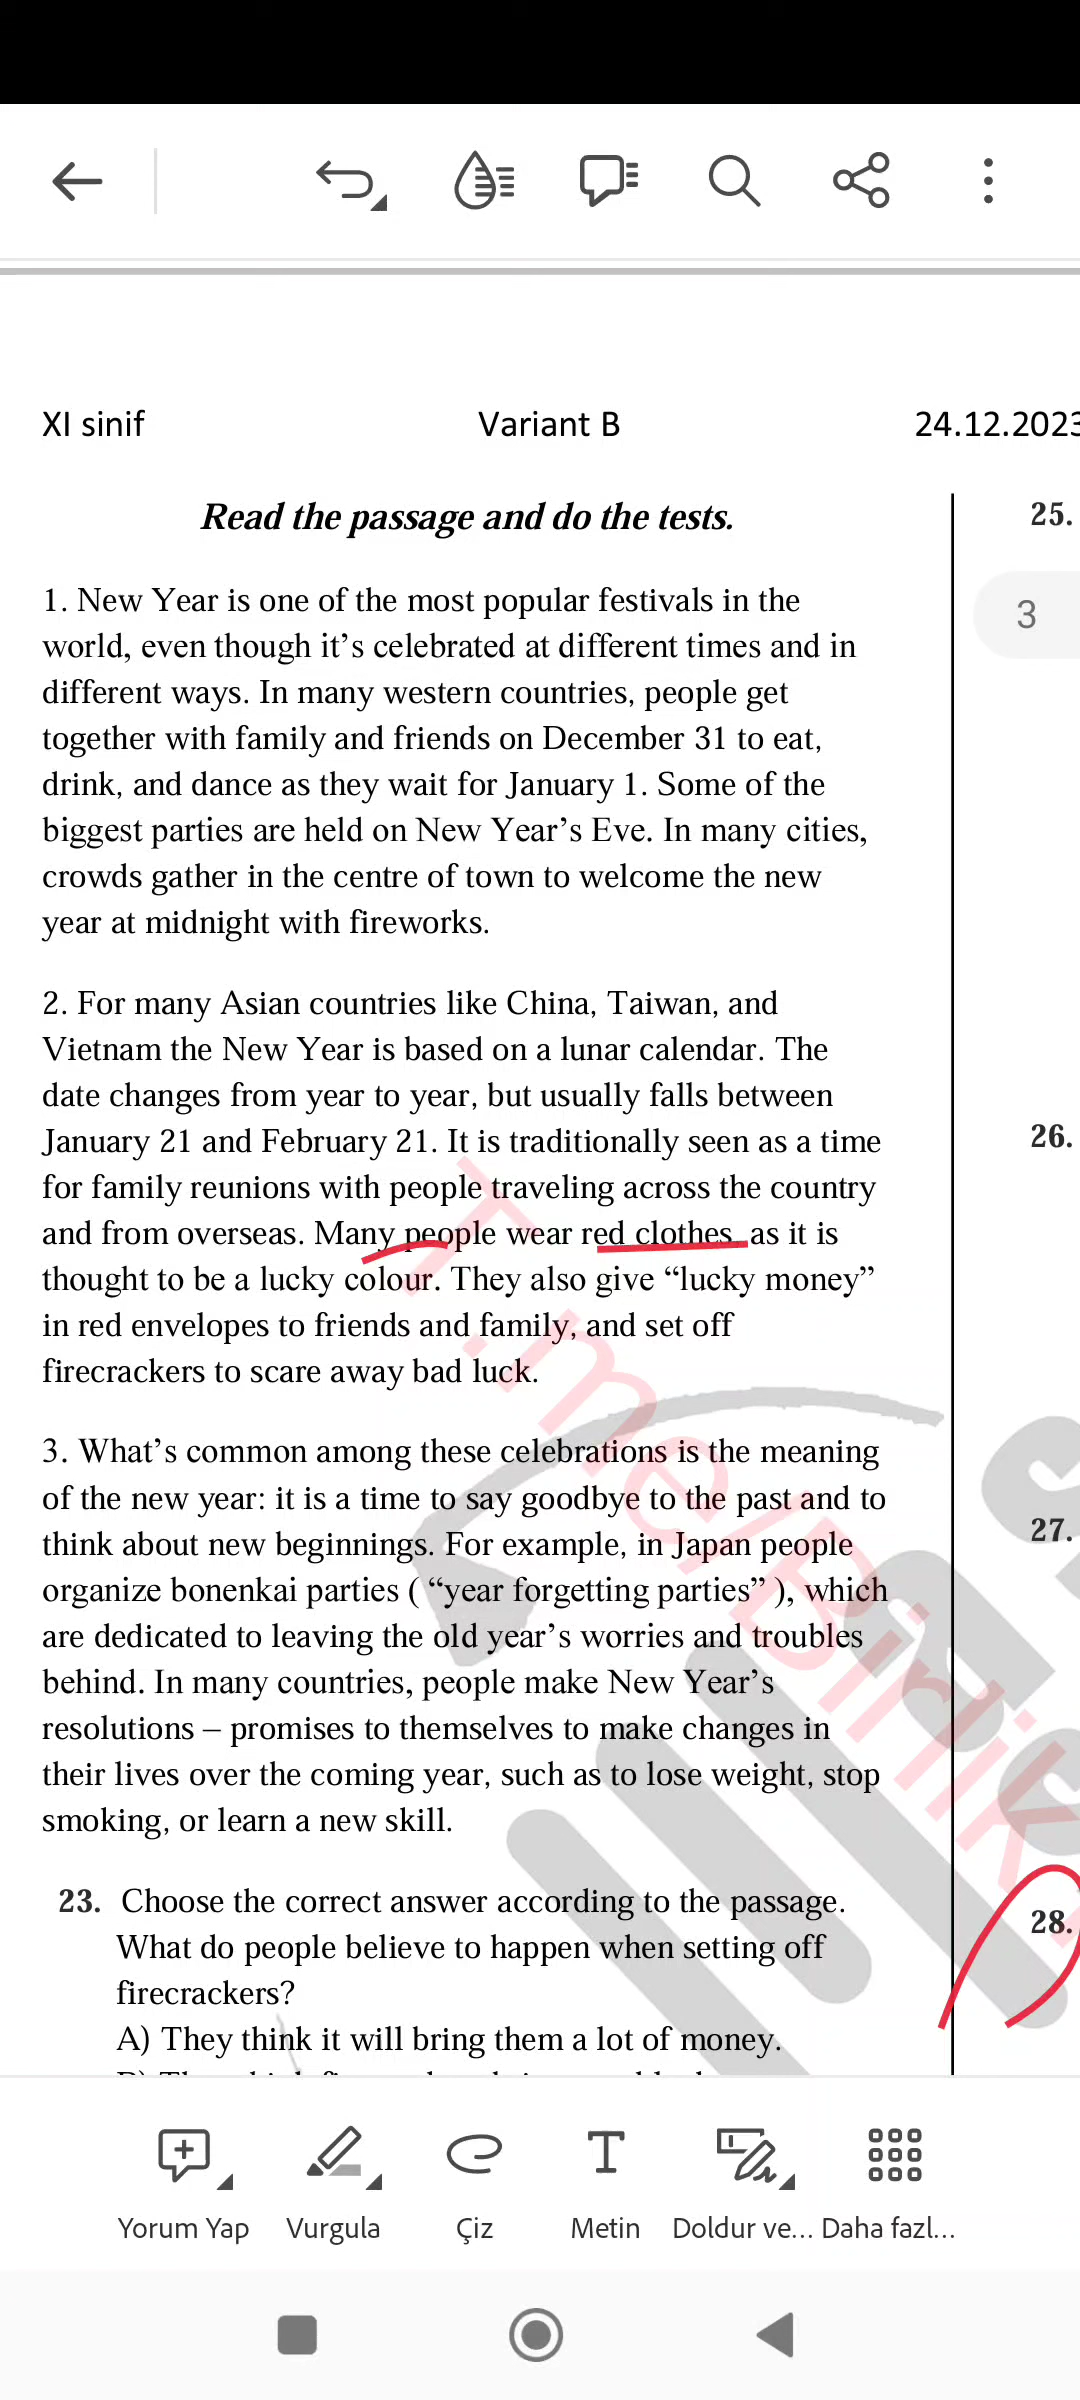 XI sinif Variant B 24.12.2023
Read the passage and do the tests.
1. New Year is one of the most popular festivals in the
world, even though it’s celebrated at different times and in
different ways. In many western countries, people get
together with family and friends on December 31 to eat,
drink, and dance as they wait for January 1. Some of the
biggest parties are held on New Year’s Eve. In many cities,
crowds gather in the centre of town to welcome the new
year at midnight with fireworks.
2. For many Asian countries like China, Taiwan, and
Vietnam the New Year is based on a lunar calendar. The
date changes from year to year, but usually falls between
January 21 and February 21. It is traditionally seen as a time
for family reunions with people traveling across the country
and from overseas. Many people wear red clothes, as it is
thought to be a lucky colour. They also give “lucky money”
in red envelopes to friends and family, and set off
firecrackers to scare away bad luck.
3. What’s common among these celebrations is the meaning
of the new year: it is a time to say goodbye to the past and to
think about new beginnings. For example, in Japan people
organize bonenkai parties ( “year forgetting parties” ), which
are dedicated to leaving the old year’s worries and troubles
behind. In many countries, people make New Year’s
resolutions – promises to themselves to make changes in
their lives over the coming year, such as to lose weight, stop
smoking, or learn a new skill.
23. Choose the correct answer according to the passage.
What do people believe to happen when setting off
firecrackers?
A) They think it will bring them a lot of money.
25.
3
26.
27.
28.
T.me/Birlik
Yorum Yap Vurgula Çiz Metin Doldur ve... Daha fazl...